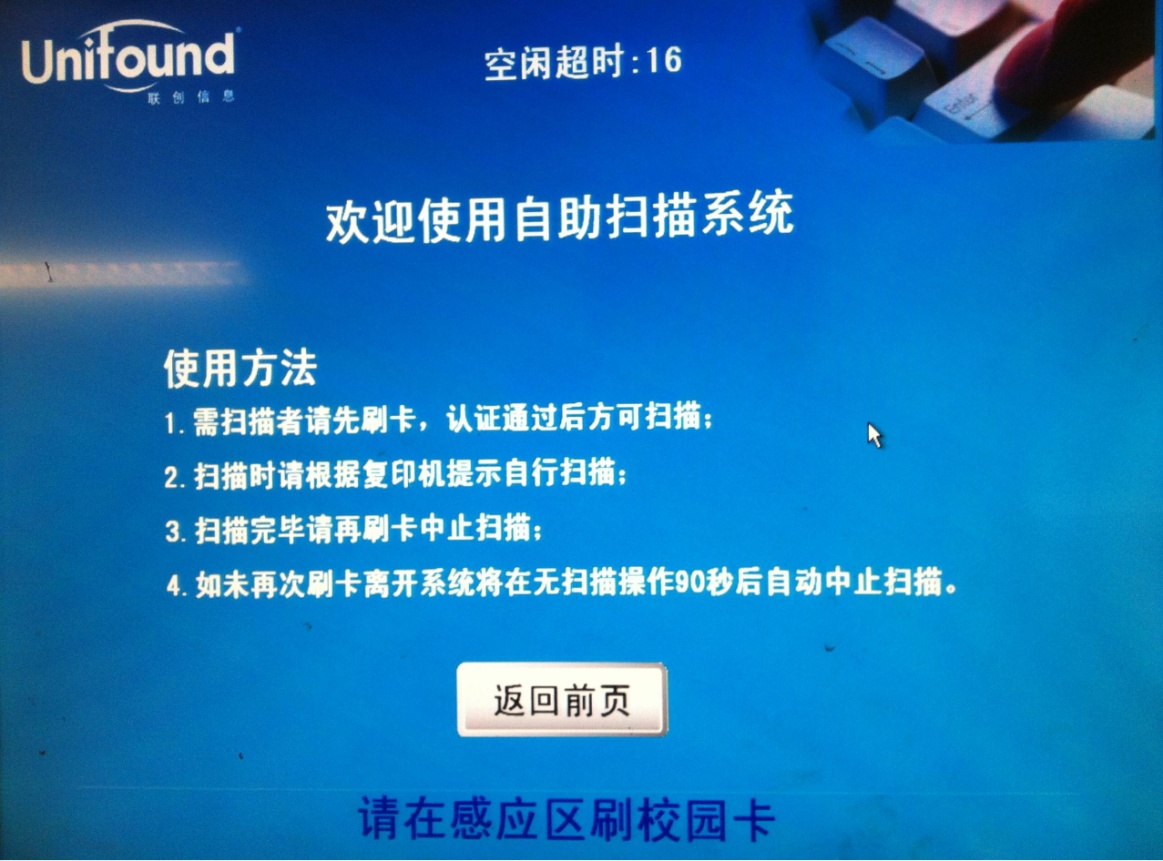 Unifound
联创信息
空闲超时:16
Enter
欢迎使用自助扫描系统
使用方法
1. 需扫描者请先刷卡，认证通过后方可扫描;
2. 扫描时请根据复印机提示自行扫描;
3. 扫描完毕请再刷卡中止扫描;
4. 如未再次刷卡离开系统将在无扫描操作90秒后自动中止扫描。
返回前页
请在感应区刷校园卡